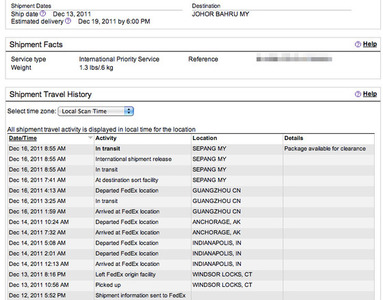 Shipment Dates Destination
Ship date Dec 13, 2011 JOHOR BAHRU MY
Estimated delivery Dec 19, 2011 by 6:00 PM
Shipment Facts Help
Service type International Priority Service Reference
Weight 1.3 lbs/.6 kg
Shipment Travel History Help
Select time zone: Local Scan Time
All shipment travel activity is displayed in local time for the location
Date/Time Activity Location Details
Dec 16, 2011 8:55 AM In transit SEPANG MY Package available for clearance
Dec 16, 2011 8:55 AM International shipment release SEPANG MY
Dec 16, 2011 8:55 AM In transit SEPANG MY
Dec 16, 2011 7:41 AM At destination sort facility SEPANG MY
Dec 16, 2011 4:13 AM Departed FedEx location GUANGZHOU CN
Dec 16, 2011 3:25 AM In transit GUANGZHOU CN
Dec 16, 2011 1:59 AM Arrived at FedEx location GUANGZHOU CN
Dec 14, 2011 10:24 AM Departed FedEx location ANCHORAGE, AK
Dec 14, 2011 7:32 AM Arrived at FedEx location ANCHORAGE, AK
Dec 14, 2011 5:08 AM Departed FedEx location INDIANAPOLIS, IN
Dec 14, 2011 2:01 AM Departed FedEx location INDIANAPOLIS, IN
Dec 14, 2011 12:13 AM Arrived at FedEx location INDIANAPOLIS, IN
Dec 13, 2011 8:16 PM Left FedEx origin facility WINDSOR LOCKS, CT
Dec 13, 2011 10:56 AM Picked up WINDSOR LOCKS, CT
Dec 12, 2011 5:52 PM Shipment information sent to FedEx